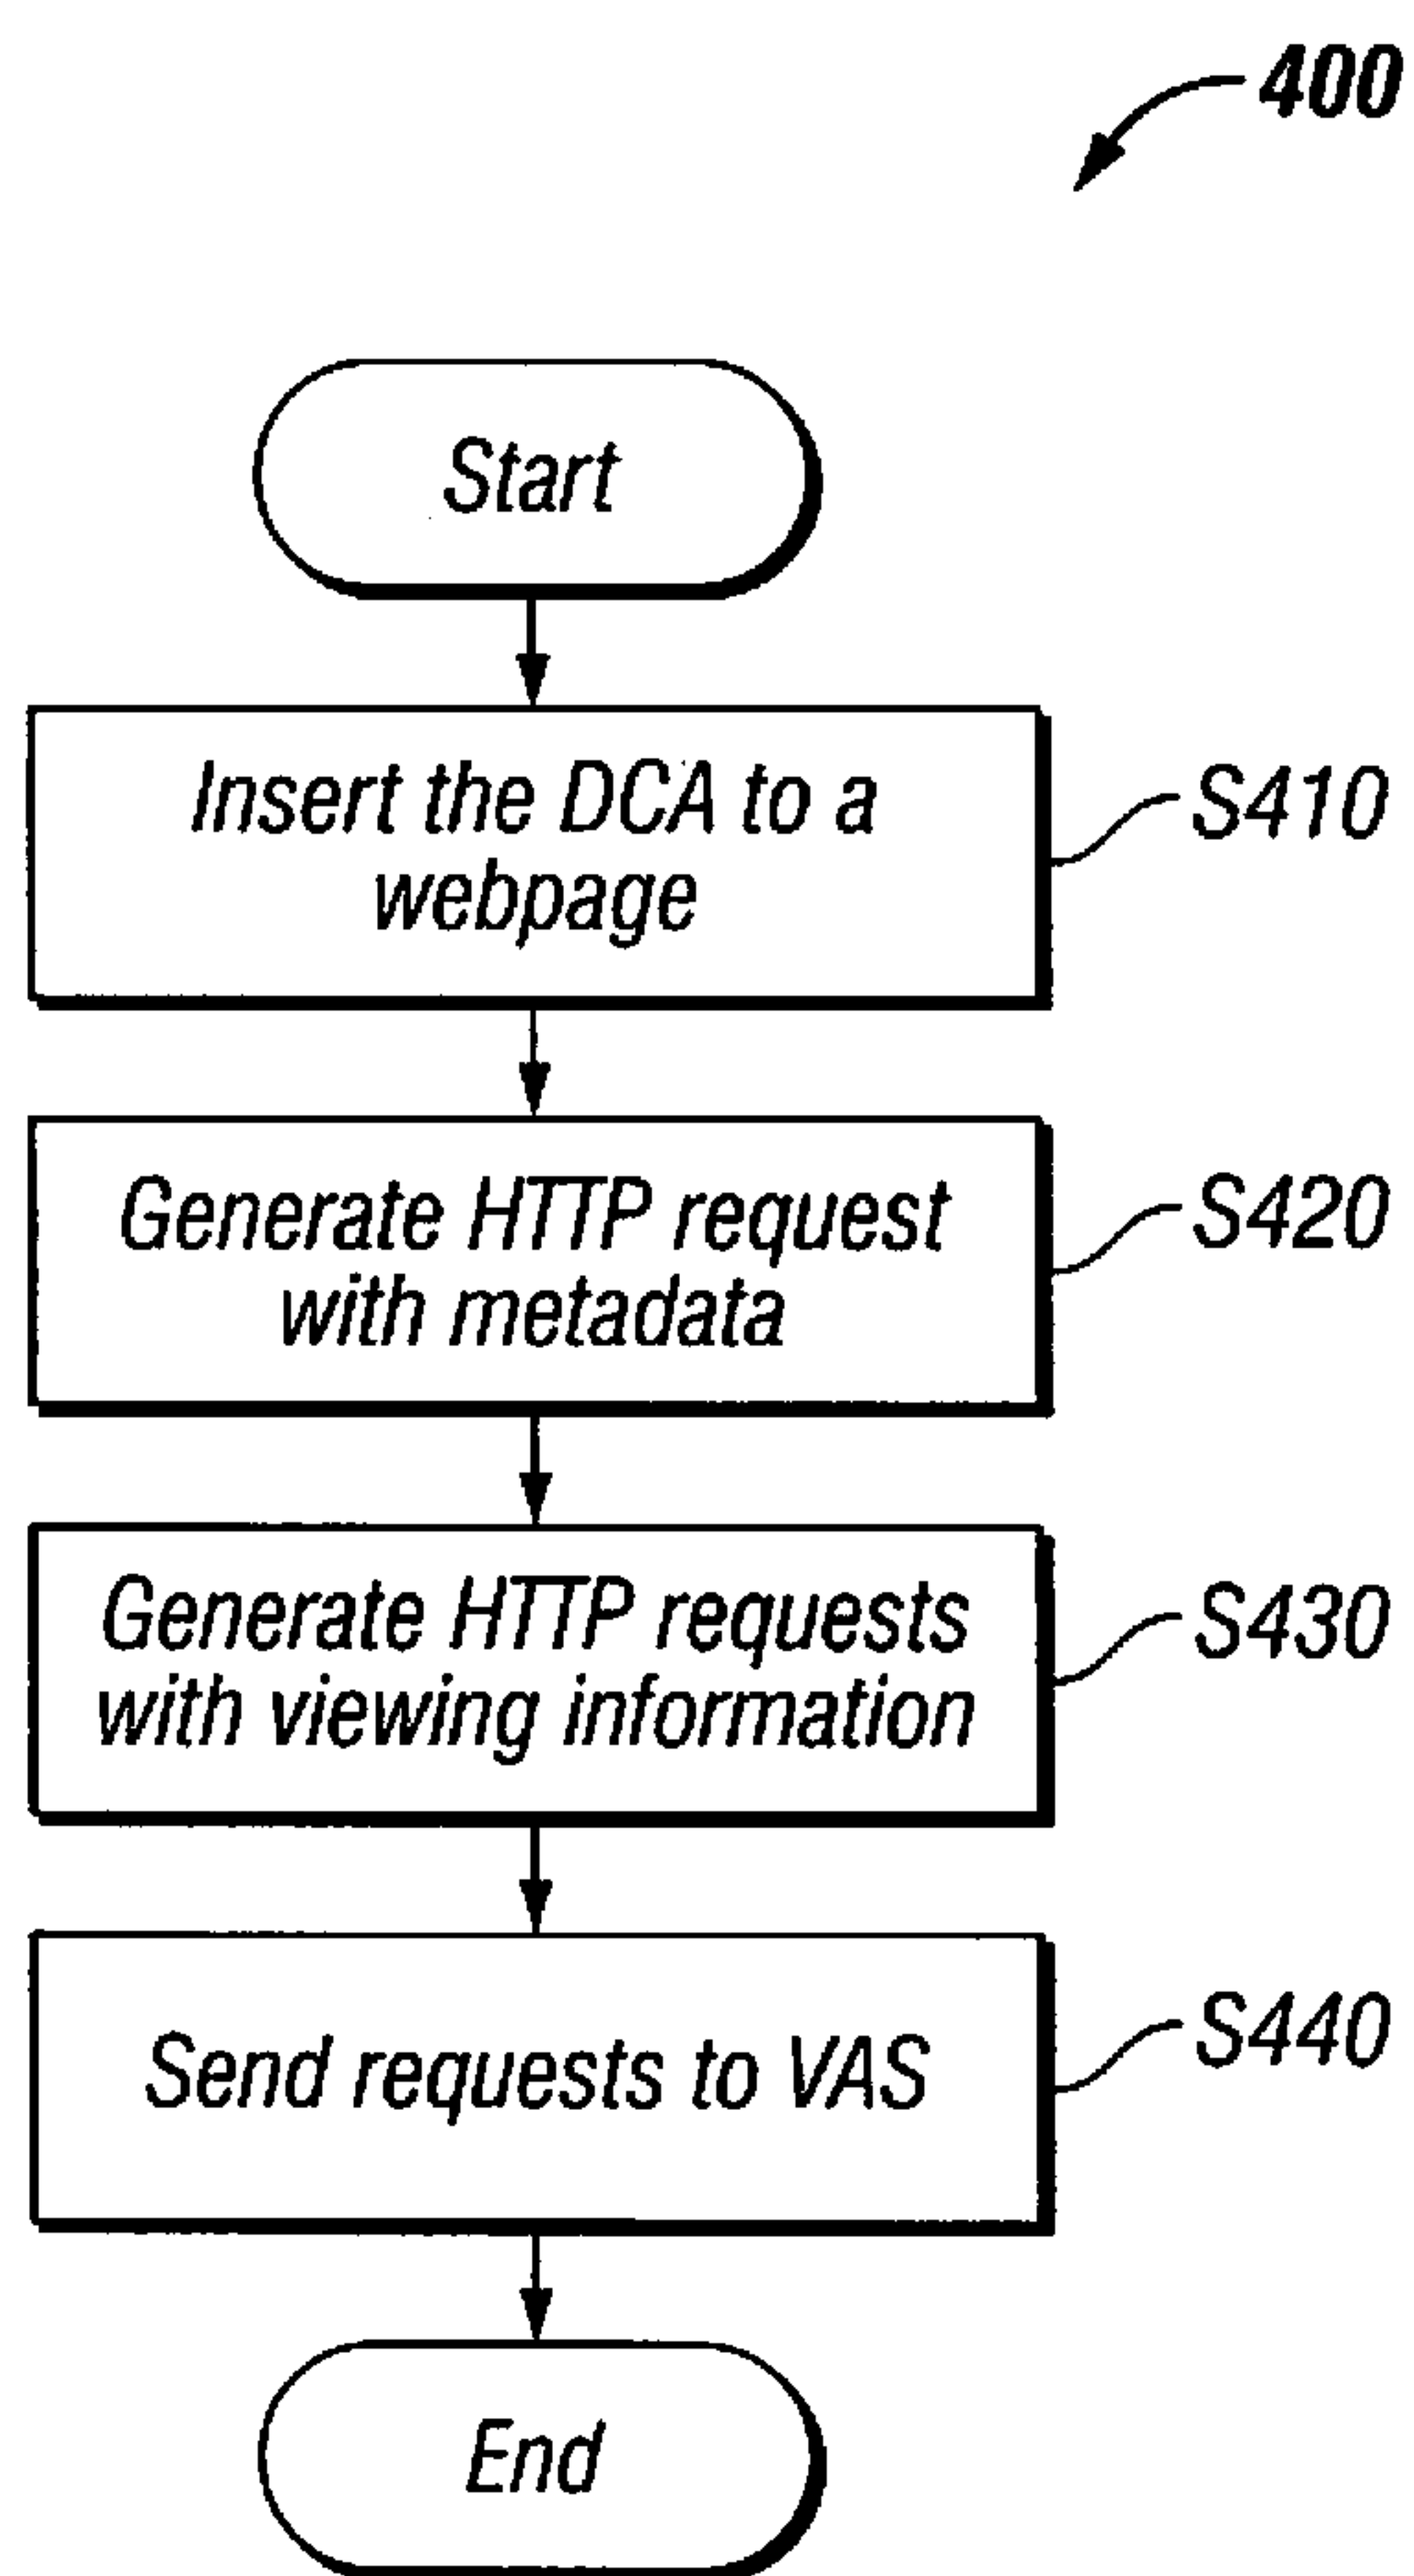 400
Start
Insert the DCA to a
webpage
S410
Generate HTTP request
with metadata
S420
Generate HTTP requests
with viewing information
S430
Send requests to VAS
S440
End